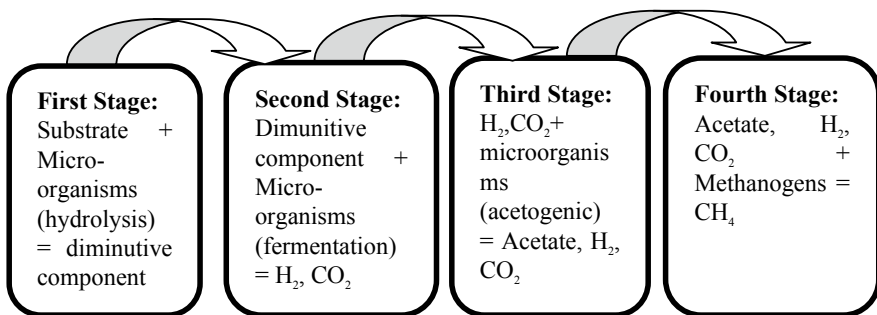 First Stage:
Substrate +
Micro-
organisms
(hydrolysis)
= diminutive
component
Second Stage:
Dimunitive
component +
Micro-
organisms
(fermentation)
= H₂, CO₂
Third Stage:
H₂,CO₂+
microorganis
ms
(acetogenic)
= Acetate, H₂,
CO₂
Fourth Stage:
Acetate, H₂,
CO₂ +
Methanogens =
CH₄